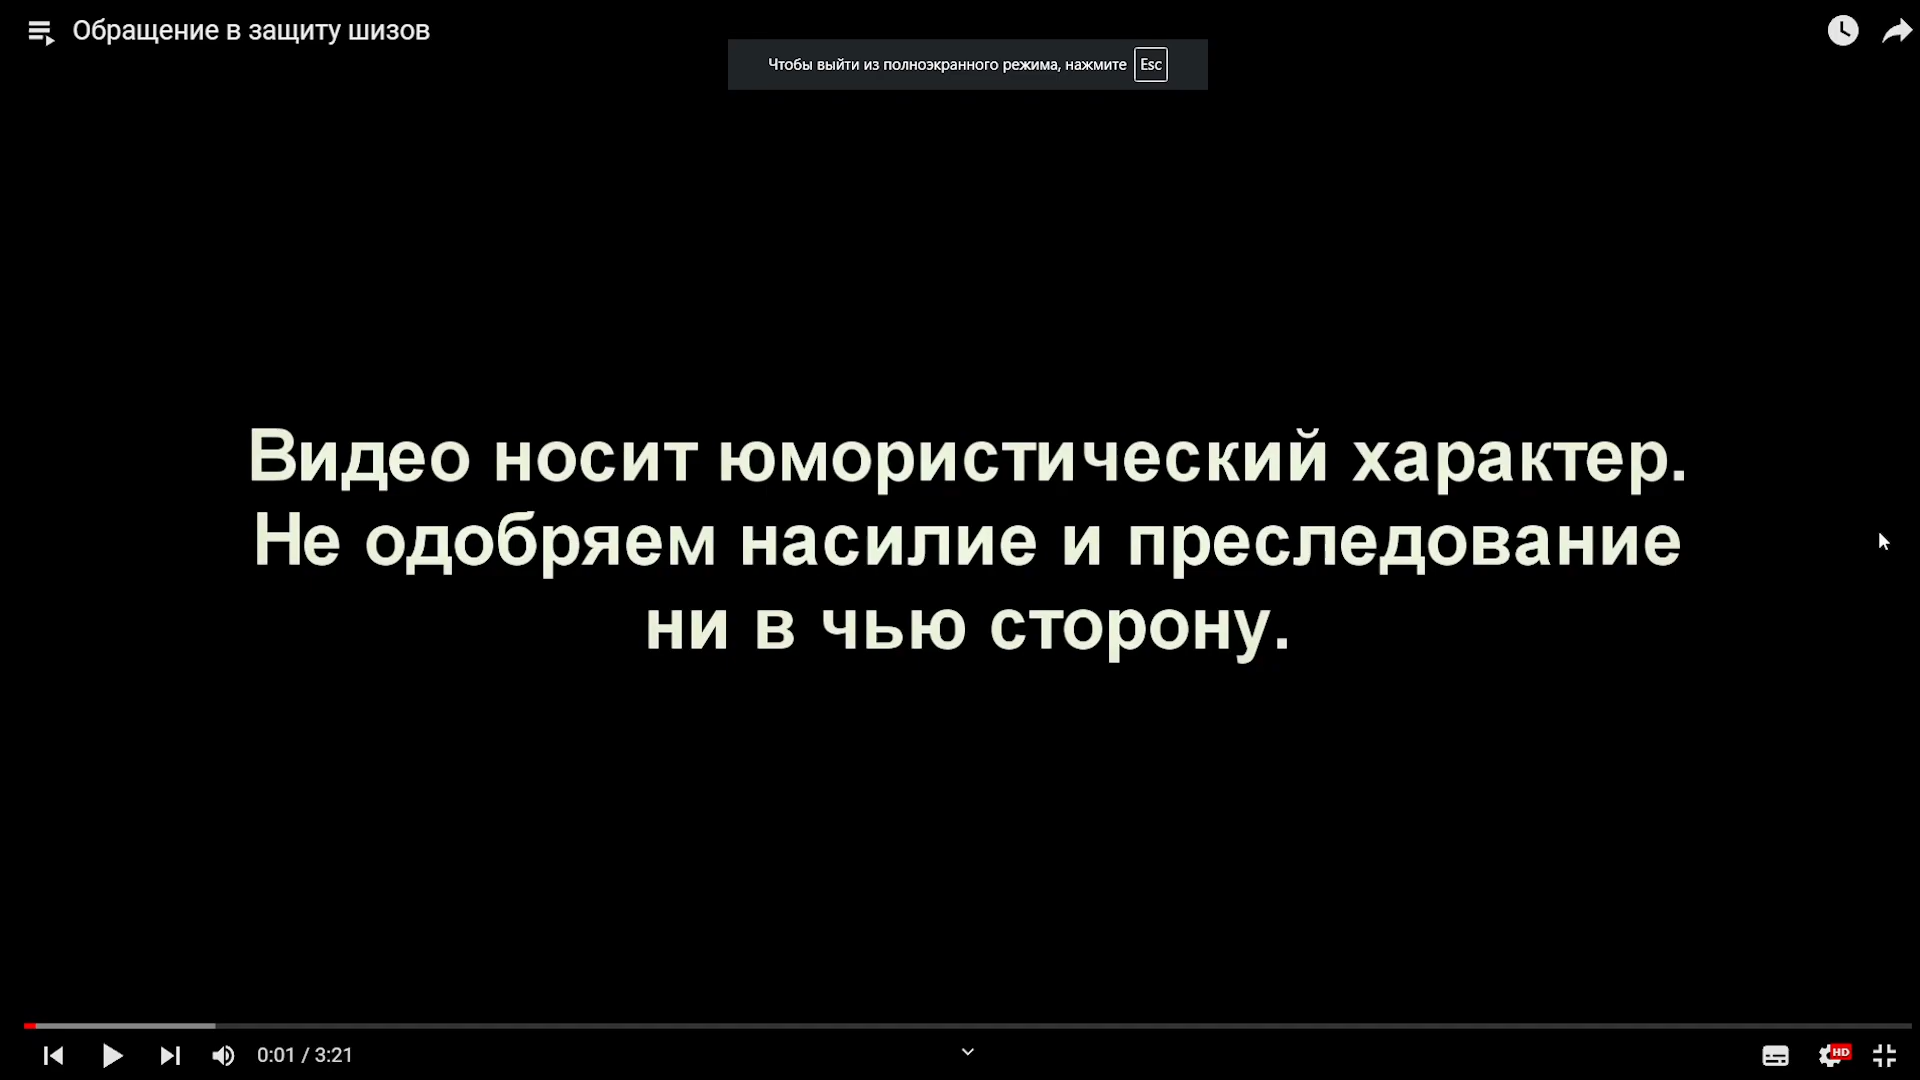 Обращение в защиту шизов
Чтобы выйти из полноэкранного режима, нажмите Esc
Видео носит юмористический характер.
Не одобряем насилие и преследование
ни в чью сторону.
0:01 / 3:21
HD